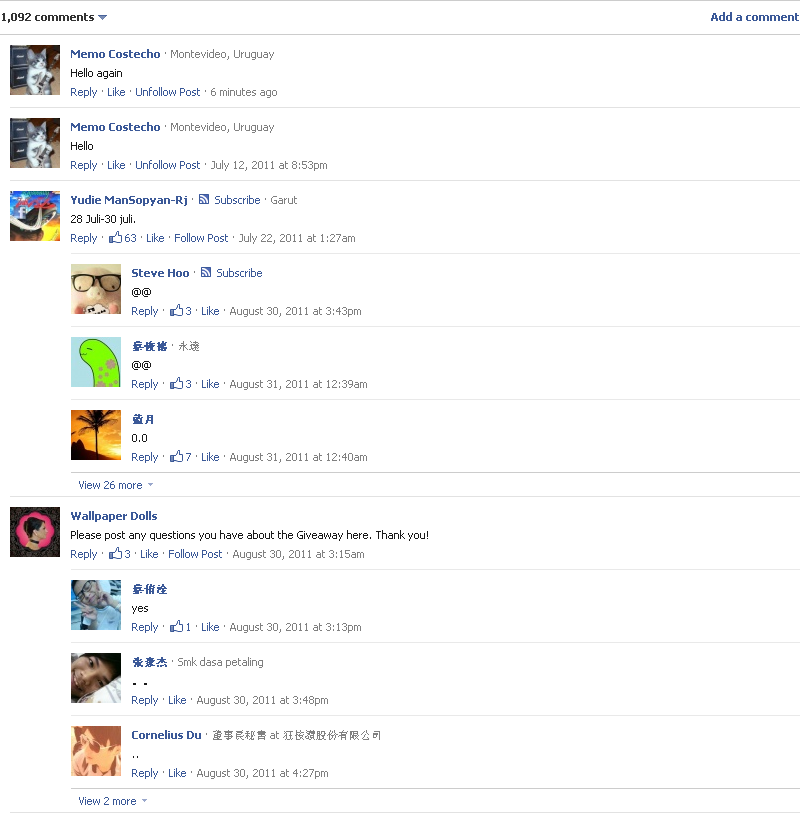 1,092 comments
Add a comment
Memo Costecho · Montevideo, Uruguay
Hello again
Reply · Like · Unfollow Post · 6 minutes ago
Memo Costecho · Montevideo, Uruguay
Hello
Reply · Like · Unfollow Post · July 12, 2011 at 8:53pm
Yudie ManSopyan-Rj · Subscribe · Garut
28 Juli-30 juli.
Reply · 63 · Like · Follow Post · July 22, 2011 at 1:27am
Steve Hoo · Subscribe
@@
Reply · 3 · Like · August 30, 2011 at 3:43pm
· 永遠
@@
Reply · 3 · Like · August 31, 2011 at 12:39am
藍月
0.0
Reply · 7 · Like · August 31, 2011 at 12:40am
View 26 more
Wallpaper Dolls
Please post any questions you have about the Giveaway here. Thank you!
Reply · 3 · Like · Follow Post · August 30, 2011 at 3:15am
yes
Reply · 1 · Like · August 30, 2011 at 3:13pm
· Smk dasa petaling
- -
Reply · Like · August 30, 2011 at 3:48pm
Cornelius Du · 董事長秘書 at 股份有限公司
..
Reply · Like · August 30, 2011 at 4:27pm
View 2 more